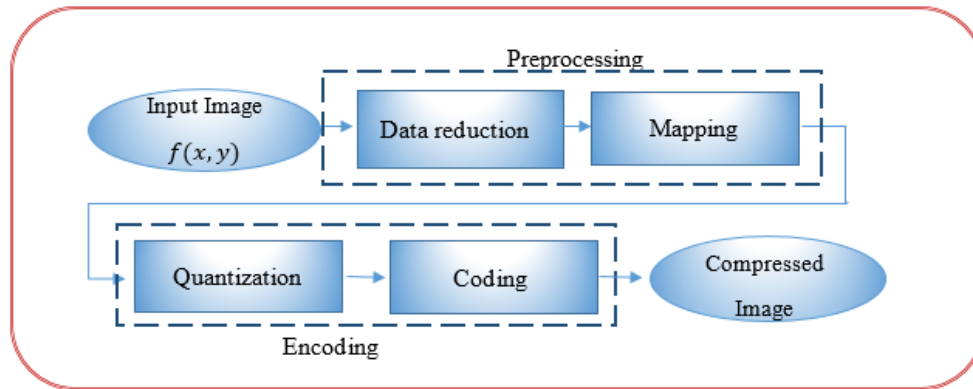 Preprocessing
Input Image
f(x, y)
Data reduction
Mapping
Quantization
Coding
Compressed
Image
Encoding